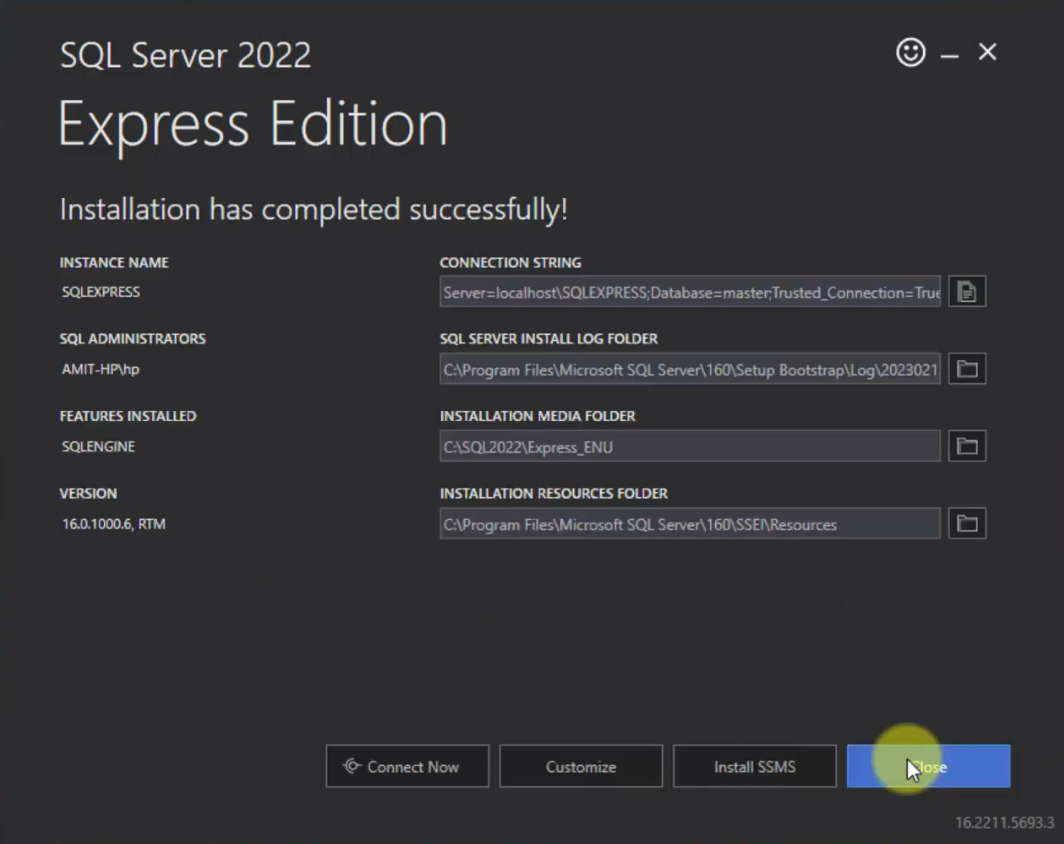 SQL Server 2022
Express Edition
Installation has completed successfully!
INSTANCE NAME
SQLEXPRESS
CONNECTION STRING
Server=localhost\SQLEXPRESS;Database=master;Trusted_Connection=True
SQL ADMINISTRATORS
AMIT-HP\hp
SQL SERVER INSTALL LOG FOLDER
C:\Program Files\Microsoft SQL Server\160\Setup Bootstrap\Log\2023021
FEATURES INSTALLED
SQLENGINE
INSTALLATION MEDIA FOLDER
C:\SQL2022\Express_ENU
VERSION
16.0.1000.6, RTM
INSTALLATION RESOURCES FOLDER
C:\Program Files\Microsoft SQL Server\160\SSEI\Resources
Connect Now
Customize
Install SSMS
Close
16.2211.5693.3